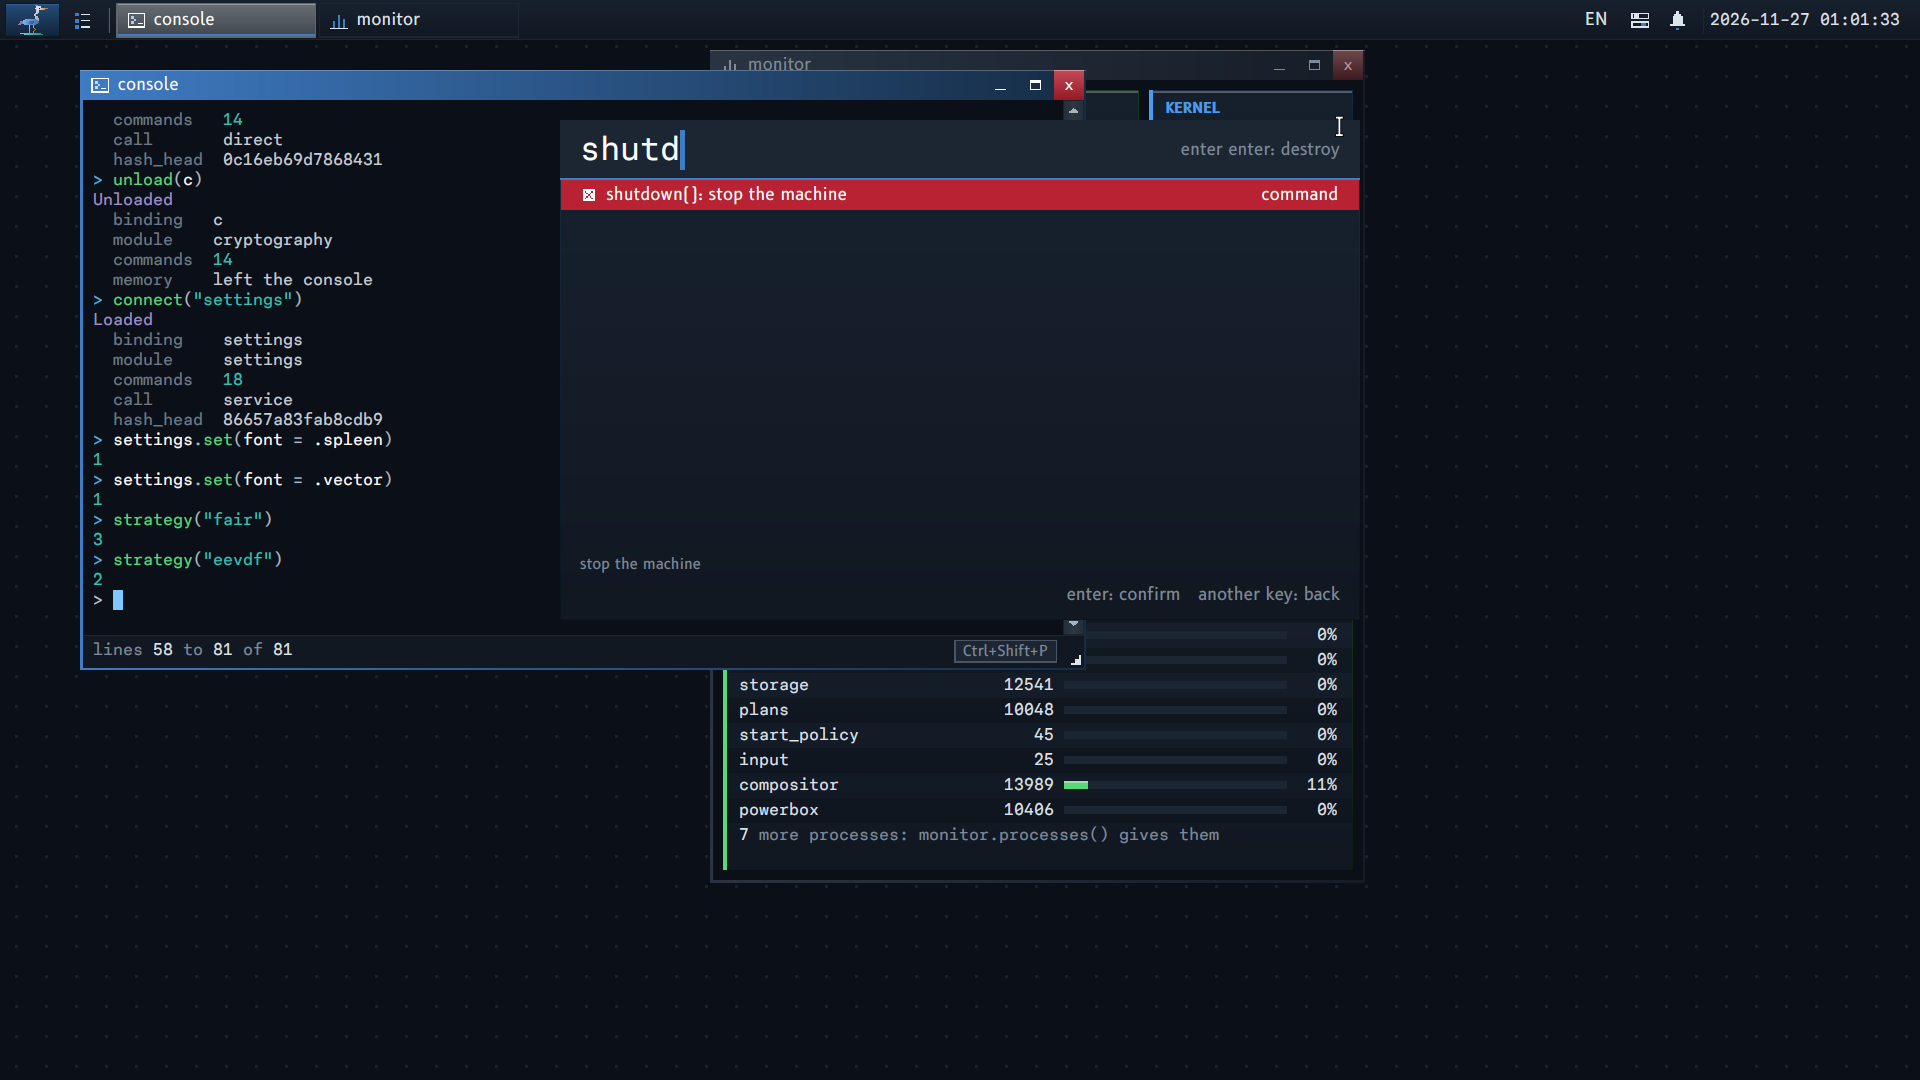 console
monitor
EN
2026-11-27 01:01:33
monitor
x
console
x
KERNEL
commands 14
call direct
hash_head 0c16eb69d7868431
> unload(c)
Unloaded
binding c
module cryptography
commands 14
memory left the console
> connect("settings")
Loaded
binding settings
module settings
commands 18
call service
hash_head 86657a83fab8cdb9
> settings.set(font = .spleen)
1
> settings.set(font = .vector)
1
> strategy("fair")
3
> strategy("eevdf")
2
>
lines 58 to 81 of 81
Ctrl+Shift+P
shutd
enter enter: destroy
shutdown[]: stop the machine command
stop the machine
enter: confirm another key: back
0%
0%
storage 12541 0%
plans 10048 0%
start_policy 45 0%
input 25 0%
compositor 13989 11%
powerbox 10406 0%
7 more processes: monitor.processes() gives them